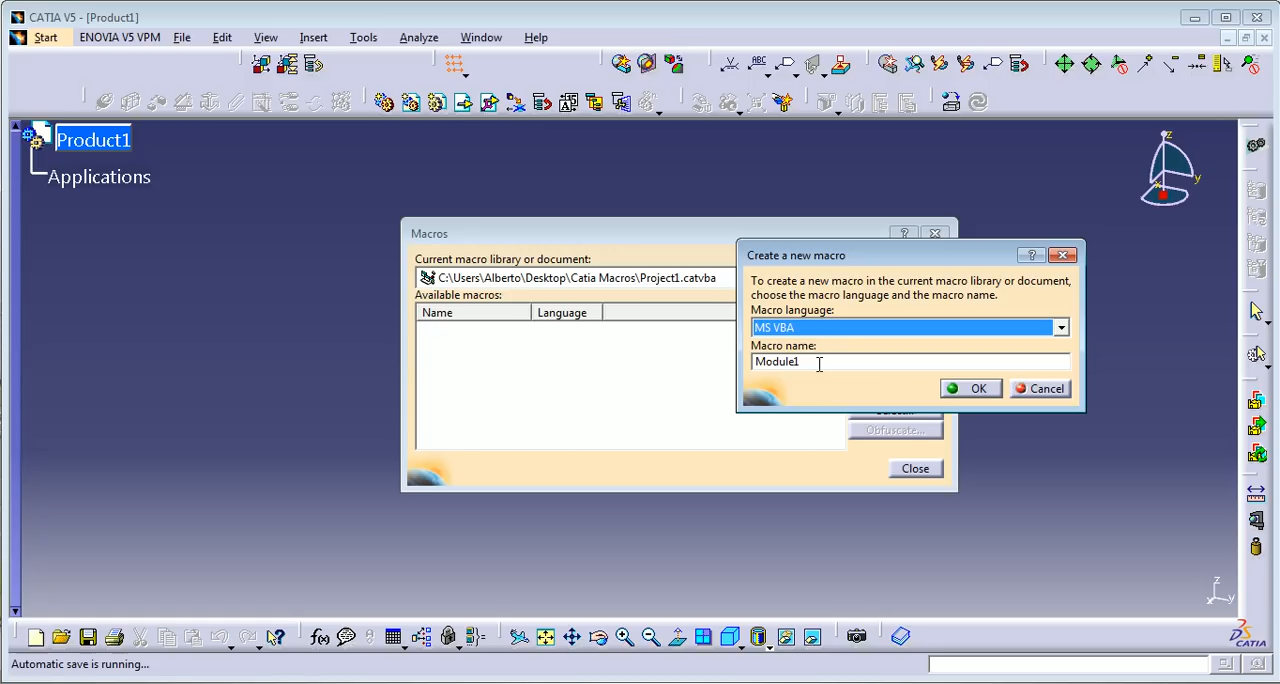 CATIA V5 - [Product1]
Start ENOVIA V5 VPM File Edit View Insert Tools Analyze Window Help
ABC
Product1
Applications
z
y
x
Macros
Current macro library or document:
C:\Users\Alberto\Desktop\Catia Macros\Project1.catvba
Available macros:
Name Language
Obfuscate...
Close
Create a new macro
To create a new macro in the current macro library or document,
choose the macro language and the macro name.
Macro language:
MS VBA
Macro name:
Module1
OK Cancel
z
x y
f(x)
CATIA
Automatic save is running...